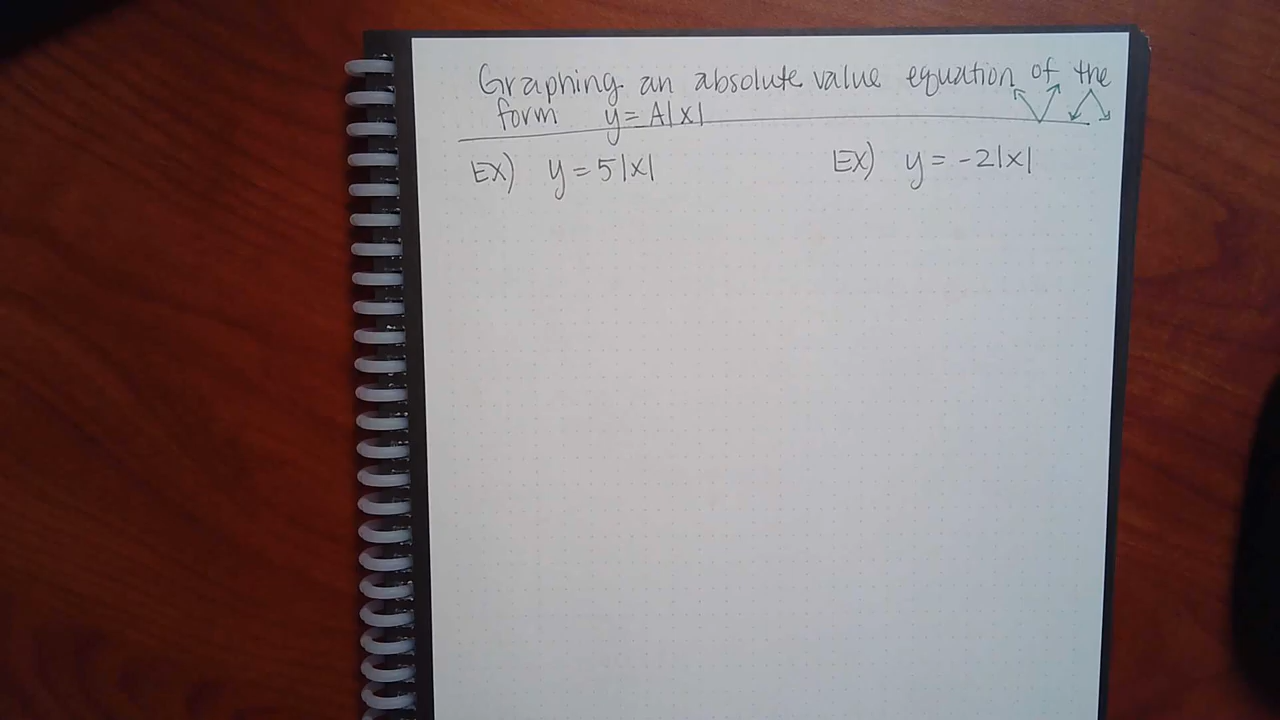 Graphing an absolute value equation of the
form y = A|x|
EX) y = 5|x|
EX) y = -2|x|